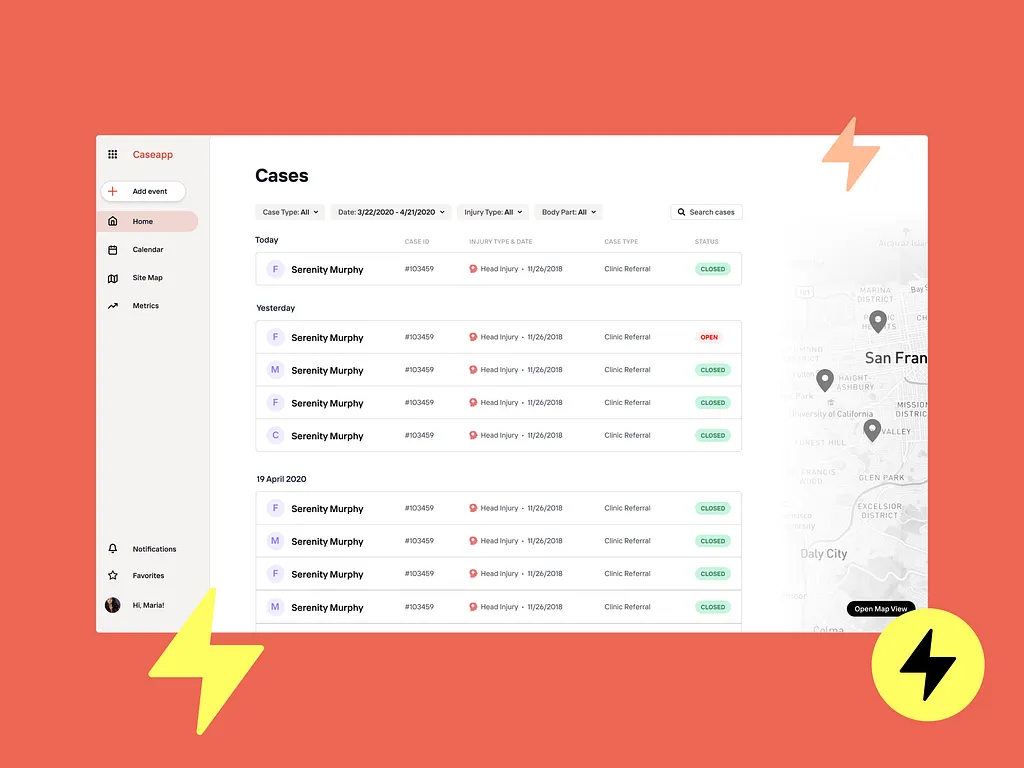 Caseapp
Add event
Home
Calendar
Site Map
Metrics
Notifications
Favorites
Hi, Maria!
Cases
Case Type: All
Date: 3/22/2020 - 4/21/2020
Injury Type: All
Body Part: All
Search cases
Today CASE ID INJURY TYPE & DATE CASE TYPE STATUS
F Serenity Murphy #103459 Head Injury • 11/26/2018 Clinic Referral CLOSED
Yesterday
F Serenity Murphy #103459 Head Injury • 11/26/2018 Clinic Referral OPEN
M Serenity Murphy #103459 Head Injury • 11/26/2018 Clinic Referral CLOSED
F Serenity Murphy #103459 Head Injury • 11/26/2018 Clinic Referral CLOSED
C Serenity Murphy #103459 Head Injury • 11/26/2018 Clinic Referral CLOSED
19 April 2020
F Serenity Murphy #103459 Head Injury • 11/26/2018 Clinic Referral CLOSED
M Serenity Murphy #103459 Head Injury • 11/26/2018 Clinic Referral CLOSED
F Serenity Murphy #103459 Head Injury • 11/26/2018 Clinic Referral CLOSED
M Serenity Murphy #103459 Head Injury • 11/26/2018 Clinic Referral CLOSED
101
MARINA
DISTRICT
Bay S
HEIGHTS
CH
San Fran
HAIGHT-
ASHBURY
MISSION
DISTRIC
University of California
VALLEY
FOREST HILL
GLEN PARK
FRANCIS
WOOD
EXCELSIOR
DISTRICT
Daly City
Open Map View
Colma